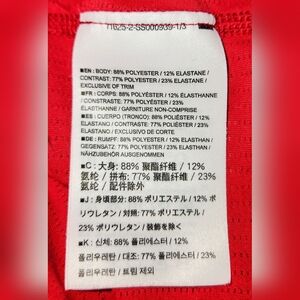 71625-2-SS000939-1/3
■EN: BODY: 88% POLYESTER / 12% ELASTANE /
CONTRAST: 77% POLYESTER / 23% ELASTANE /
EXCLUSIVE OF TRIM
■FR: CORPS: 88% POLYESTER / 12% ÉLASTHANNE
/ CONTRASTE: 77% POLYESTER / 23%
ÉLASTHANNE / GARNITURE NON-COMPRISE
■ES: CUERPO (TRONCO): 88% POLIÉSTER / 12%
ELASTANO / CONTRASTE: 77% POLIÉSTER / 23%
ELASTANO / EXCLUSIVO DE CORTE
■DE: RUMPF: 88% POLYESTER / 12% ELASTHAN /
GEGENSATZ: 77% POLYESTER / 23% ELASTHAN /
NÄHZUBEHÖR AUSGENOMMEN
■C: 大身: 88% 聚酯纤维 / 12%
氨纶 / 拼布: 77% 聚酯纤维 / 23%
氨纶 / 配件除外
■J: 身頃部分: 88% ポリエステル / 12% ポ
リウレタン / 対照: 77% ポリエステル /
23% ポリウレタン / 装飾を除く
■K: 신체: 88% 폴리에스터 / 12%
폴리우레탄 / 대조: 77% 폴리에스터 / 23%
폴리우레탄 / 트림 제외